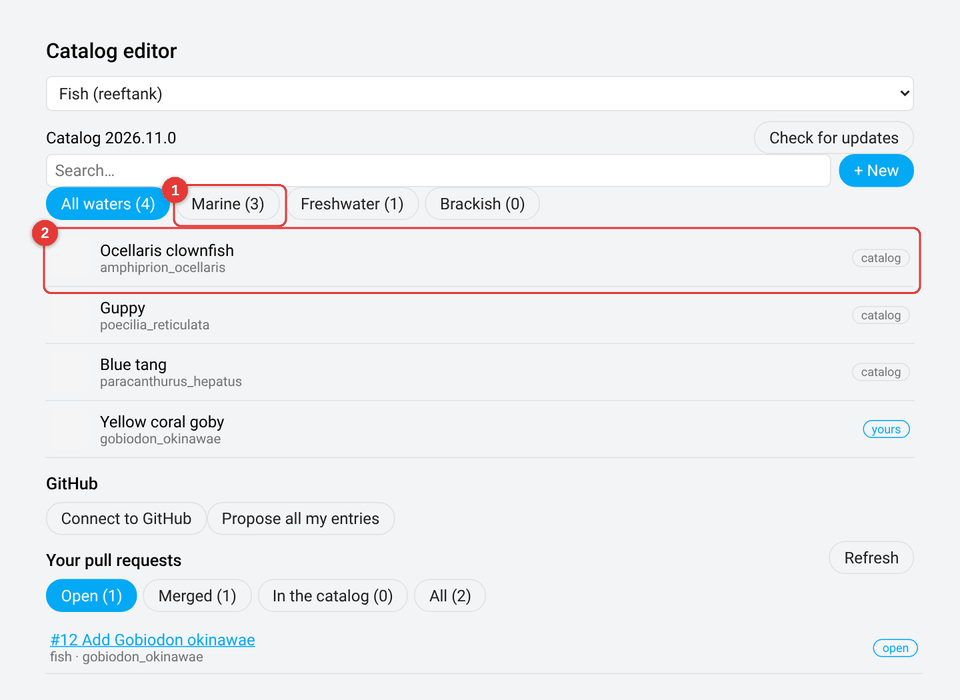 Catalog editor
Fish (reeftank)
Catalog 2026.11.0
Check for updates
Search...
+ New
1
All waters (4)
Marine (3)
Freshwater (1)
Brackish (0)
2
Ocellaris clownfish
amphiprion_ocellaris
catalog
Guppy
poecilia_reticulata
catalog
Blue tang
paracanthurus_hepatus
catalog
Yellow coral goby
gobiodon_okinawae
yours
GitHub
Connect to GitHub
Propose all my entries
Your pull requests
Refresh
Open (1)
Merged (1)
In the catalog (0)
All (2)
#12 Add Gobiodon okinawae
fish · gobiodon_okinawae
open